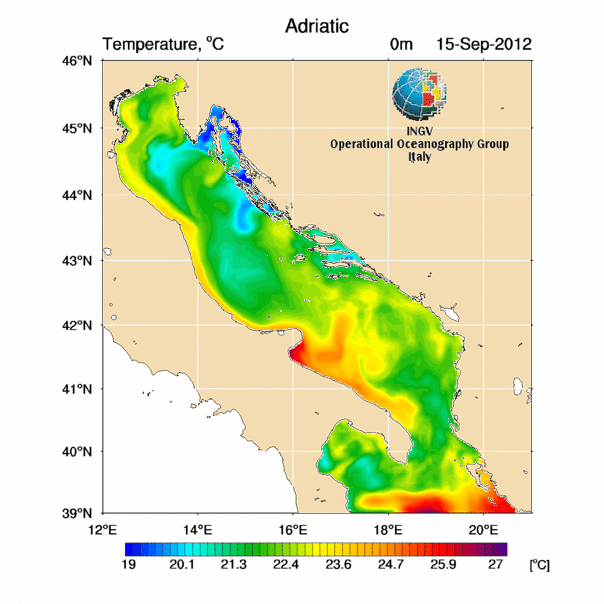 Adriatic
Temperature, °C 0m 15-Sep-2012
46°N
INGV
45°N
Operational Oceanography Group
Italy
44°N
43°N
42°N
41°N
40°N
39°N
12°E 14°E 16°E 18°E 20°E
19 20.1 21.3 22.4 23.6 24.7 25.9 27 [°C]